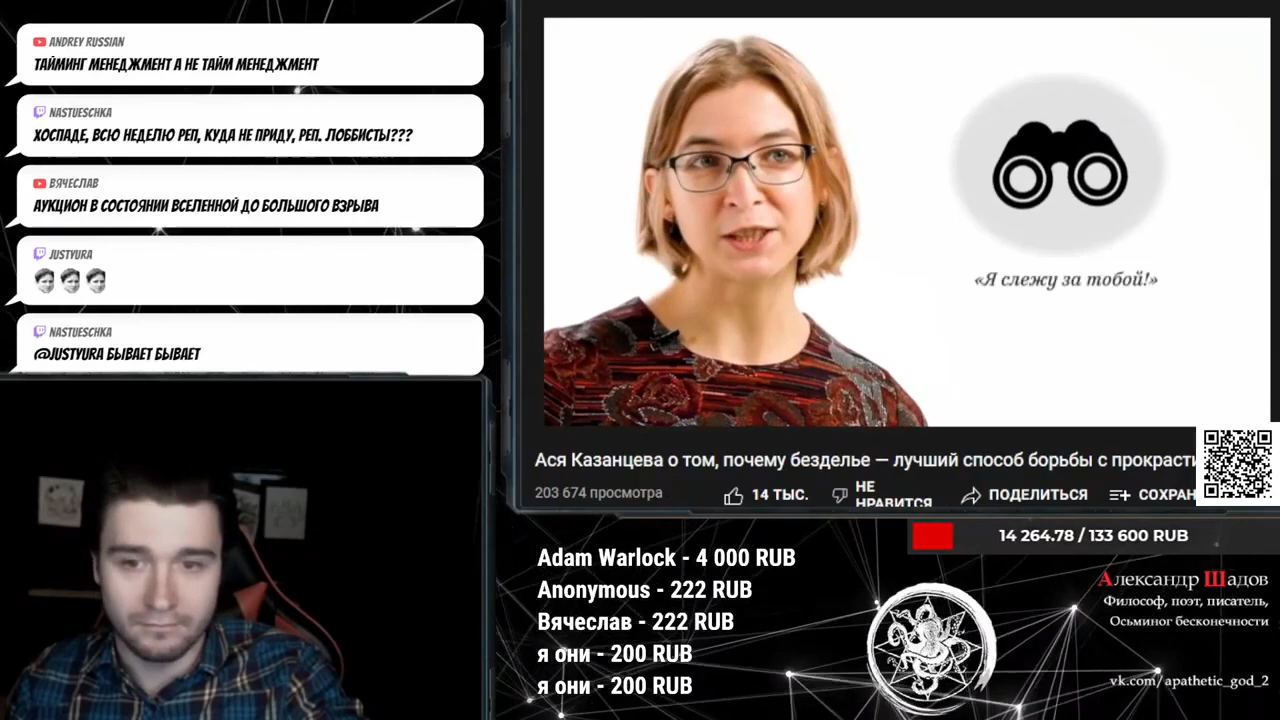 ANDREY RUSSIAN
ТАЙМИНГ МЕНЕДЖМЕНТ А НЕ ТАЙМ МЕНЕДЖМЕНТ
NASTUESCHKA
ХОСПАДЕ, ВСЮ НЕДЕЛЮ РЕП, КУДА НЕ ПРИДУ, РЕП. ЛОББИСТЫ???
ВЯЧЕСЛАВ
АУКЦИОН В СОСТОЯНИИ ВСЕЛЕННОЙ ДО БОЛЬШОГО ВЗРЫВА
JUSTYURA
NASTUESCHKA
@JUSTYURA БЫВАЕТ БЫВАЕТ
«Я слежу за тобой!»
Ася Казанцева о том, почему безделье — лучший способ борьбы с прокрасти
203 674 просмотра
14 ТЫС.
НЕ НРАВИТСЯ
ПОДЕЛИТЬСЯ
СОХРАН
14 264.78 / 133 600 RUB
Adam Warlock - 4 000 RUB
Anonymous - 222 RUB
Вячеслав - 222 RUB
я они - 200 RUB
я они - 200 RUB
Александр Шадов
Философ, поэт, писатель,
Осьминог бесконечности
vk.com/apathetic_god_2